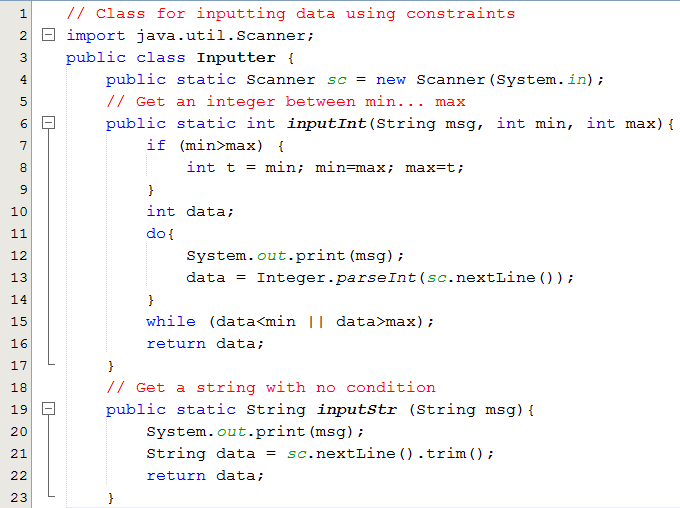 1 // Class for inputting data using constraints
2 import java.util.Scanner;
3 public class Inputter {
4 public static Scanner sc = new Scanner(System.in);
5 // Get an integer between min... max
6 public static int inputInt(String msg, int min, int max){
7 if (min>max) {
8 int t = min; min=max; max=t;
9 }
10 int data;
11 do{
12 System.out.print(msg);
13 data = Integer.parseInt(sc.nextLine());
14 }
15 while (data<min || data>max);
16 return data;
17 }
18 // Get a string with no condition
19 public static String inputStr (String msg){
20 System.out.print(msg);
21 String data = sc.nextLine().trim();
22 return data;
23 }